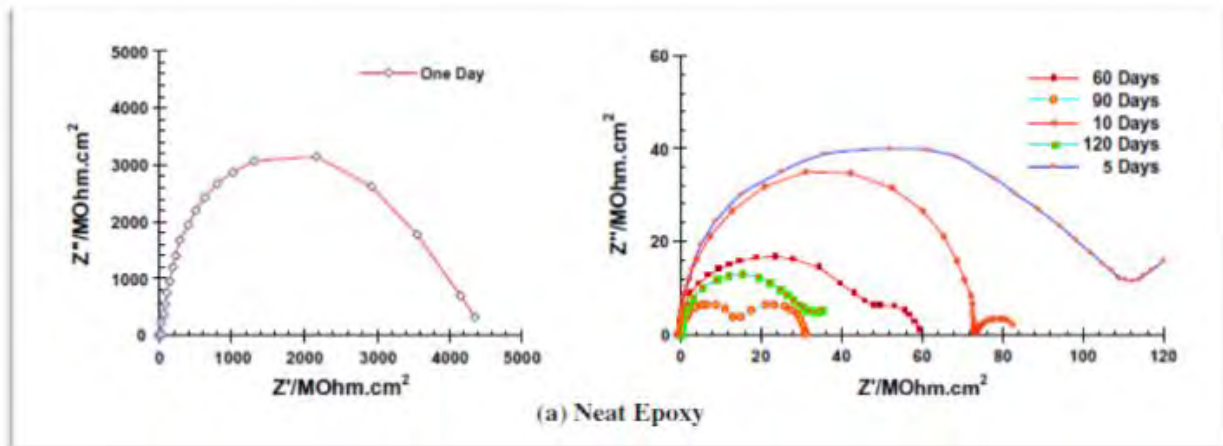 5000
4000
3000
2000
1000
0
Z"/MOhm.cm²
One Day
0 1000 2000 3000 4000 5000
Z'/MOhm.cm²
60
40
20
0
Z"/MOhm.cm²
60 Days
90 Days
10 Days
120 Days
5 Days
0 20 40 60 80 100 120
Z'/MOhm.cm²
(a) Neat Epoxy